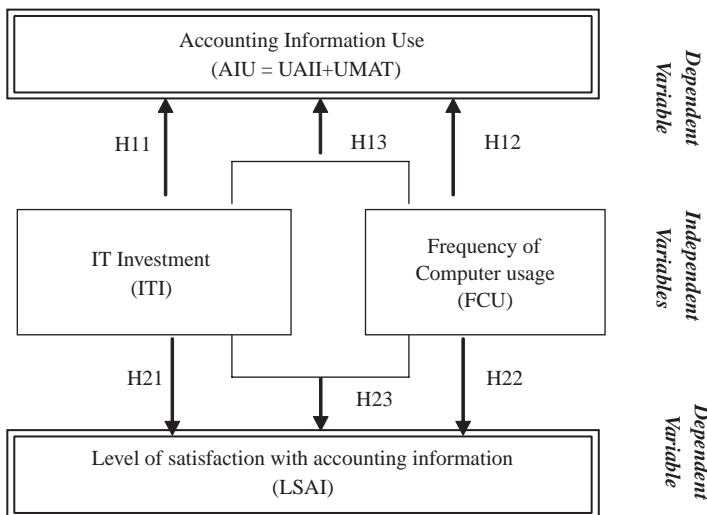 Accounting Information Use
(AIU = UAII+UMAT)
Dependent
Variable
H11
H13
H12
IT Investment
(ITI)
Frequency of
Computer usage
(FCU)
Independent
Variables
H21
H23
H22
Level of satisfaction with accounting information
(LSAI)
Dependent
Variable